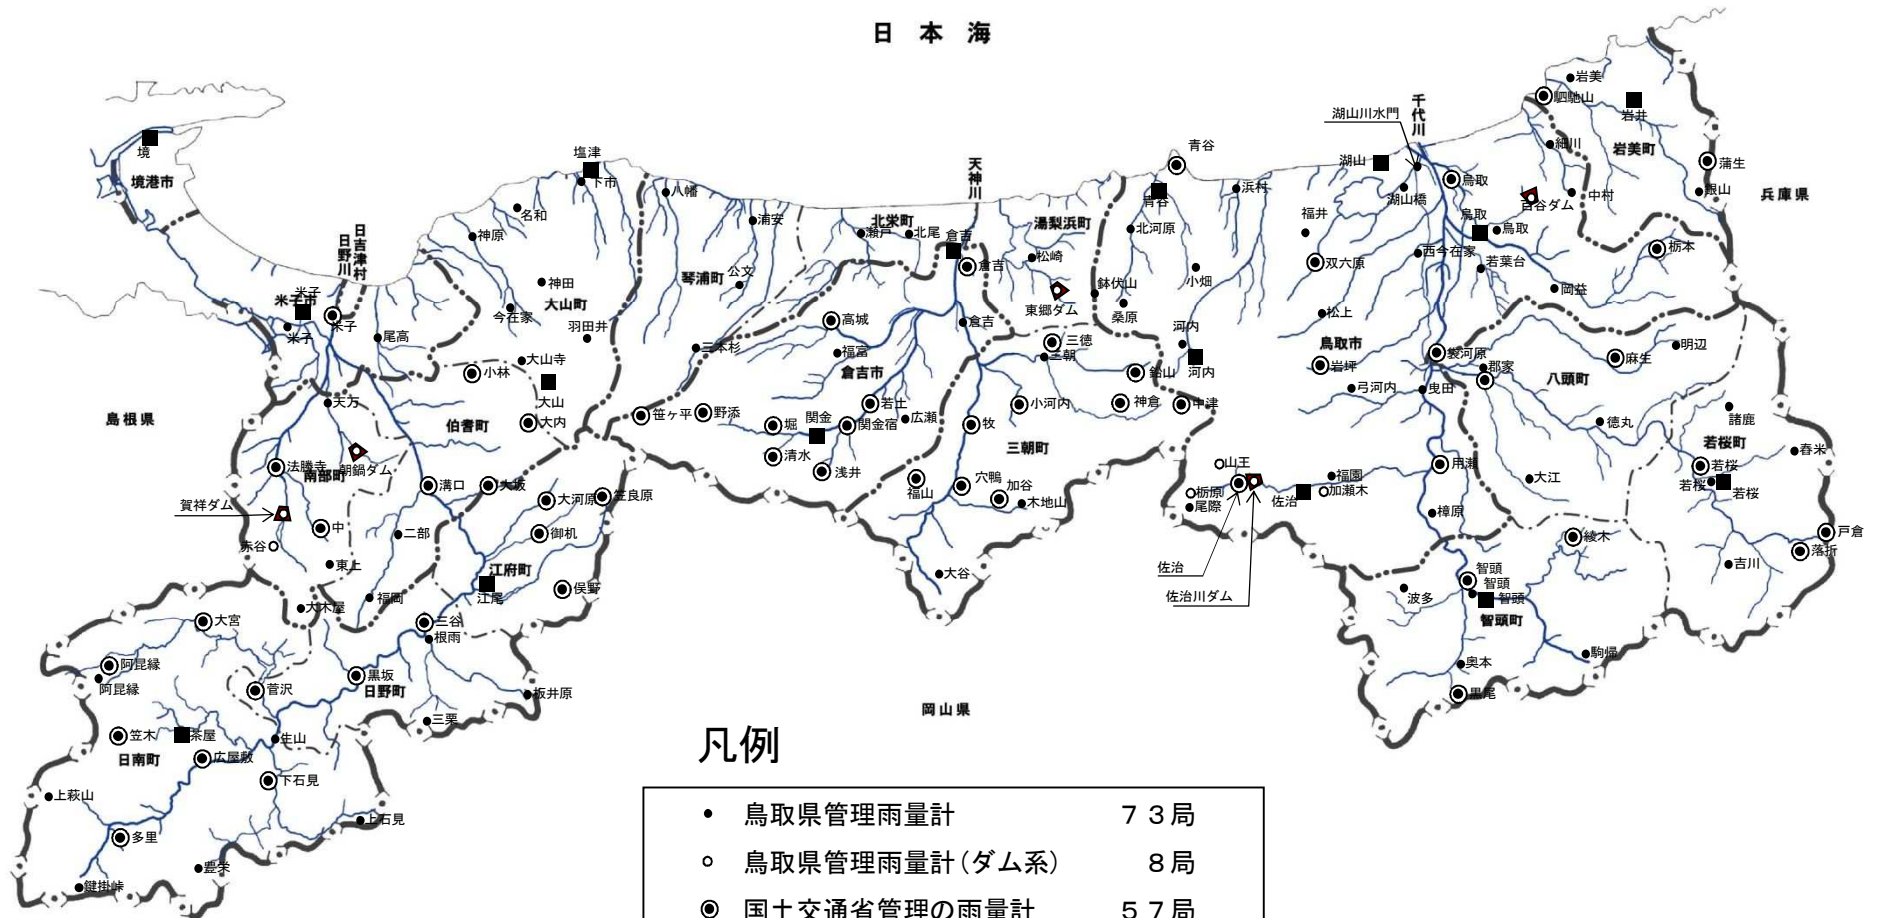 日本海
岩美
駟馳山
岩井
細川
岩美町
蒲生
銀山
兵庫県
千代川
湖山川水門
湖山
湖山橋
鳥取
百谷ダム
中村
鳥取
鳥取
福井
双六原
西今在家
若葉台
岡益
栃本
青谷
青谷
浜村
北河原
小畑
天神川
湯梨浜町
松崎
東郷ダム
鉢伏山
桑原
北栄町
瀬戸
北尾
倉吉
倉吉
倉吉
塩津
下市
八幡
浦安
名和
神原
琴浦町
公文
神田
大山町
今在家
羽田井
境
境港市
日吉津村
日野川
米子
米子市
米子
米子
尾高
高城
福富
倉吉市
三本杉
三徳
三朝
鉛山
河内
河内
松上
鳥取市
岩坪
弓河内
曳田
袋河原
郡家
八頭町
麻生
明辺
小林
大山寺
大山
大内
伯耆町
天万
島根県
笹ヶ平
野添
堀
関金
関金宿
若土
広瀬
清水
浅井
牧
小河内
神倉
中津
三朝町
福山
穴鴨
加谷
木地山
大谷
徳丸
諸鹿
若桜町
舂米
若桜
若桜
若桜
法勝寺
南部町
朝鍋ダム
賀祥ダム
赤谷
中
東上
二部
溝口
大坂
大河原
笠良原
御机
江府町
江尾
俣野
山王
栃原
尾際
福園
加瀬木
佐治
佐治
佐治川ダム
用瀬
大江
樟原
綾木
戸倉
落折
吉川
智頭
智頭
智頭
智頭町
波多
奥本
駒帰
黒尾
大木屋
福岡
大宮
三谷
根雨
阿毘縁
阿毘縁
菅沢
黒坂
日野町
板井原
三栗
笠木
茶屋
日南町
広屋敷
生山
下石見
上萩山
多里
上石見
豊栄
鍵掛峠
岡山県
凡例
鳥取県管理雨量計 73局
鳥取県管理雨量計(ダム系) 8局
国土交通省管理の雨量計 57局